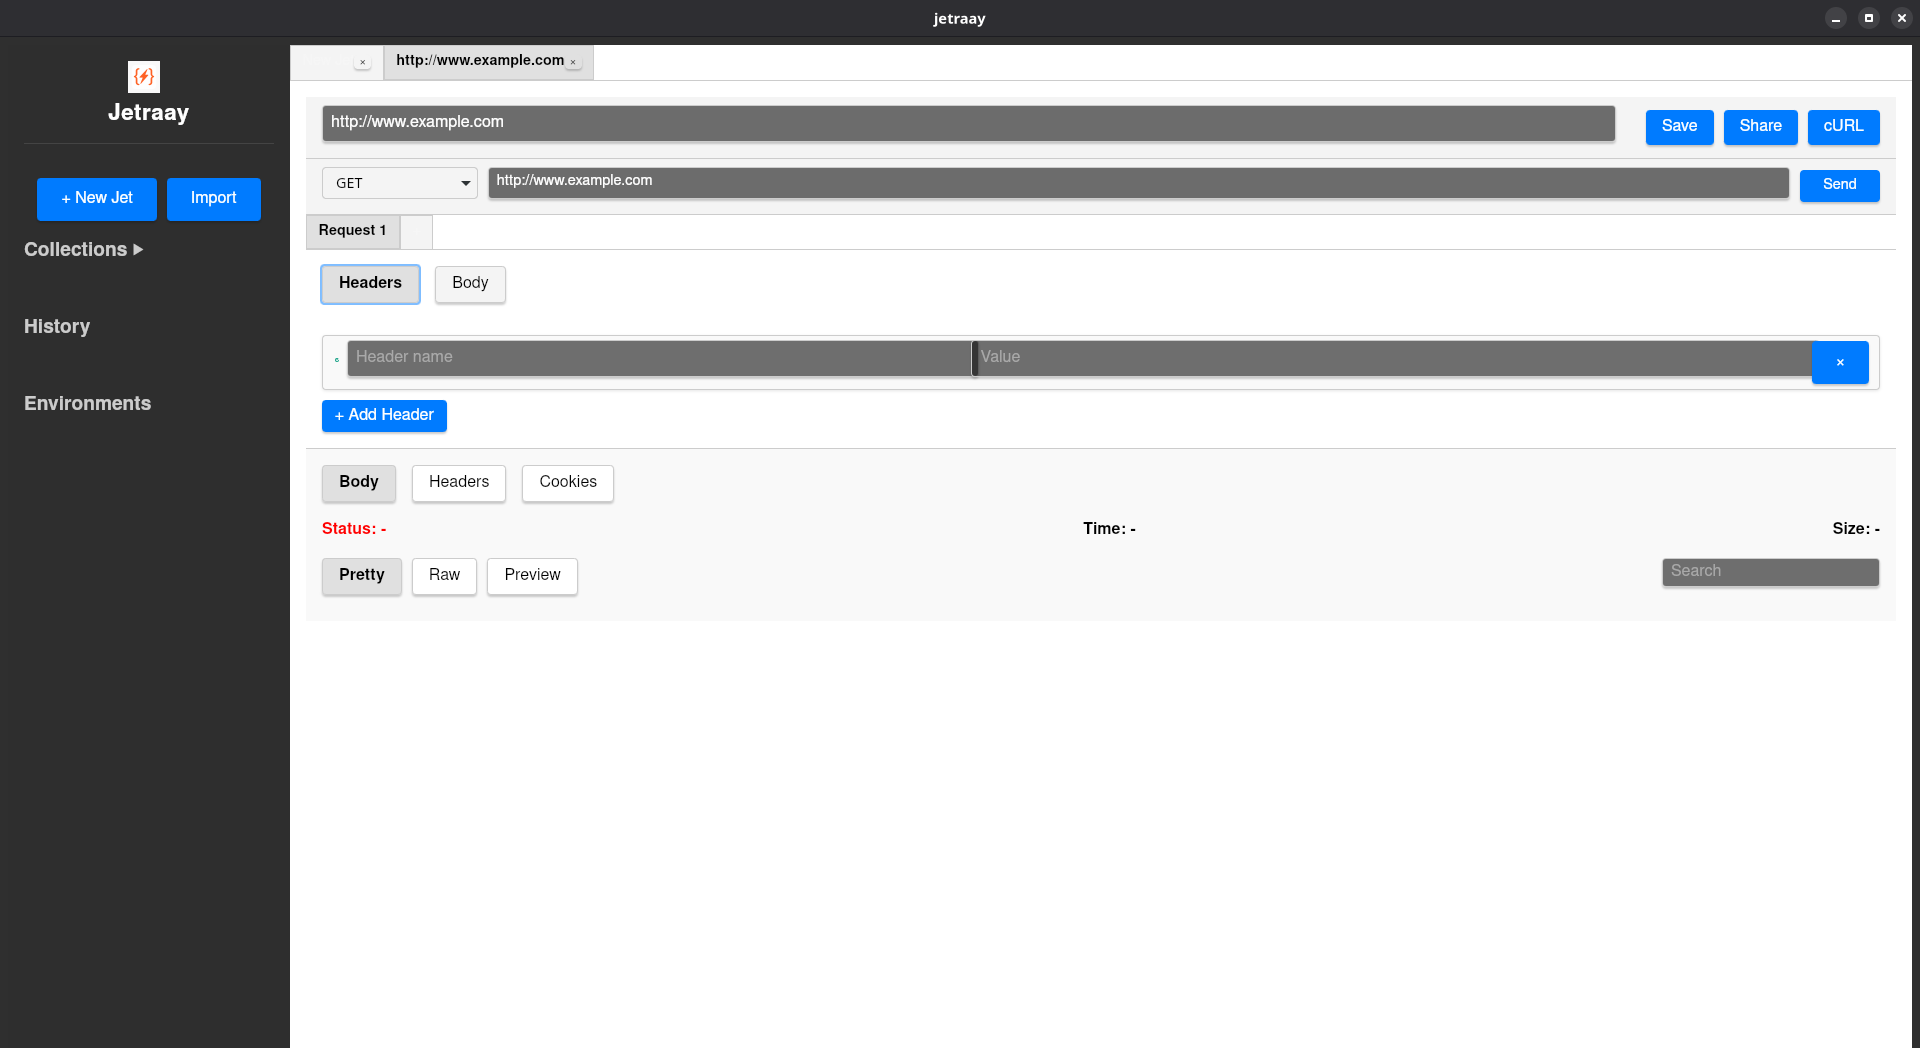 jetraay
Jetraay
+ New Jet Import
Collections
History
Environments
× http://www.example.com ×
http://www.example.com Save Share cURL
GET http://www.example.com Send
Request 1
Headers Body
Header name Value ×
+ Add Header
Body Headers Cookies
Status: - Time: - Size: -
Pretty Raw Preview Search